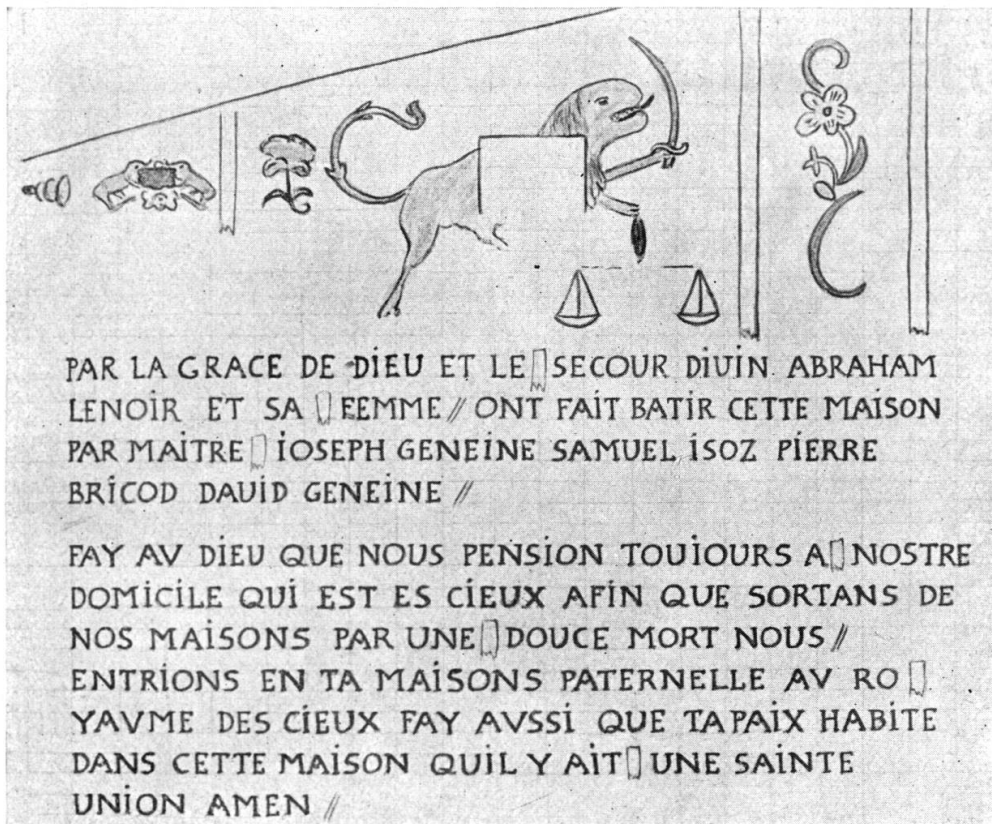 PAR LA GRACE DE DIEU ET LE SECOUR DIUIN ABRAHAM
LENOIR ET SA EEMME // ONT FAIT BATIR CETTE MAISON
PAR MAITRE IOSEPH GENEINE SAMUEL ISOZ PIERRE
BRICOD DAUID GENEINE //
FAY AV DIEU QUE NOUS PENSION TOUIOURS A NOSTRE
DOMICILE QUI EST ES CIEUX AFIN QUE SORTANS DE
NOS MAISONS PAR UNE DOUCE MORT NOUS //
ENTRIONS EN TA MAISONS PATERNELLE AV RO
YAVME DES CIEUX FAY AVSSI QUE TA PAIX HABITE
DANS CETTE MAISON QUIL Y AIT UNE SAINTE
UNION AMEN //